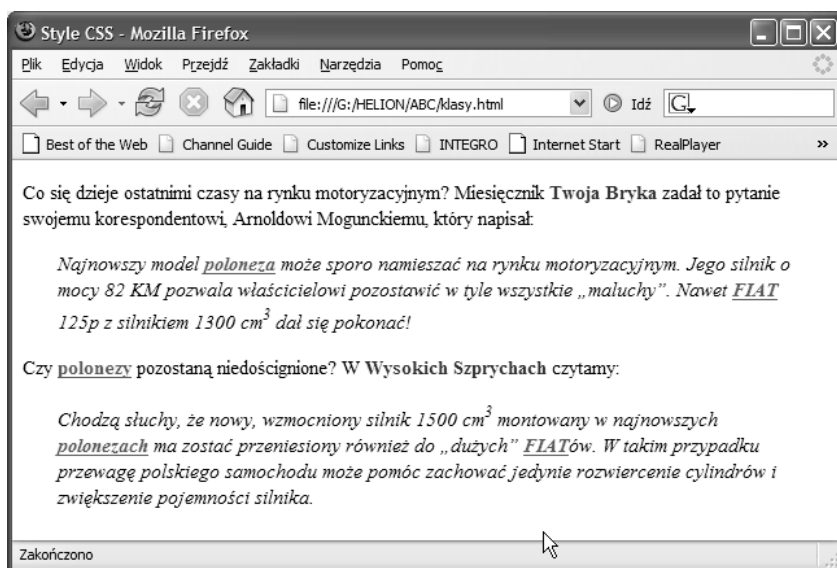 Style CSS - Mozilla Firefox
Plik Edycja Widok Przejdź Zakładki Narzędzia Pomoc
file:///G:/HELION/ABC/klasy.html Idź G
Best of the Web Channel Guide Customize Links INTEGRO Internet Start RealPlayer »
Co się dzieje ostatnimi czasy na rynku motoryzacyjnym? Miesięcznik Twoja Bryka zadał to pytanie
swojemu korespondentowi, Arnoldowi Mogunckiemu, który napisał:
Najnowszy model poloneza może sporo namieszać na rynku motoryzacyjnym. Jego silnik o
mocy 82 KM pozwala właścicielowi pozostawić w tyle wszystkie „maluchy”. Nawet FIAT
125p z silnikiem 1300 cm³ dał się pokonać!
Czy polonezy pozostaną niedoścignione? W Wysokich Szprychach czytamy:
Chodzą słuchy, że nowy, wzmocniony silnik 1500 cm³ montowany w najnowszych
polonezach ma zostać przeniesiony również do „dużych” FIATów. W takim przypadku
przewagę polskiego samochodu może pomóc zachować jedynie rozwiercenie cylindrów i
zwiększenie pojemności silnika.
Zakończono